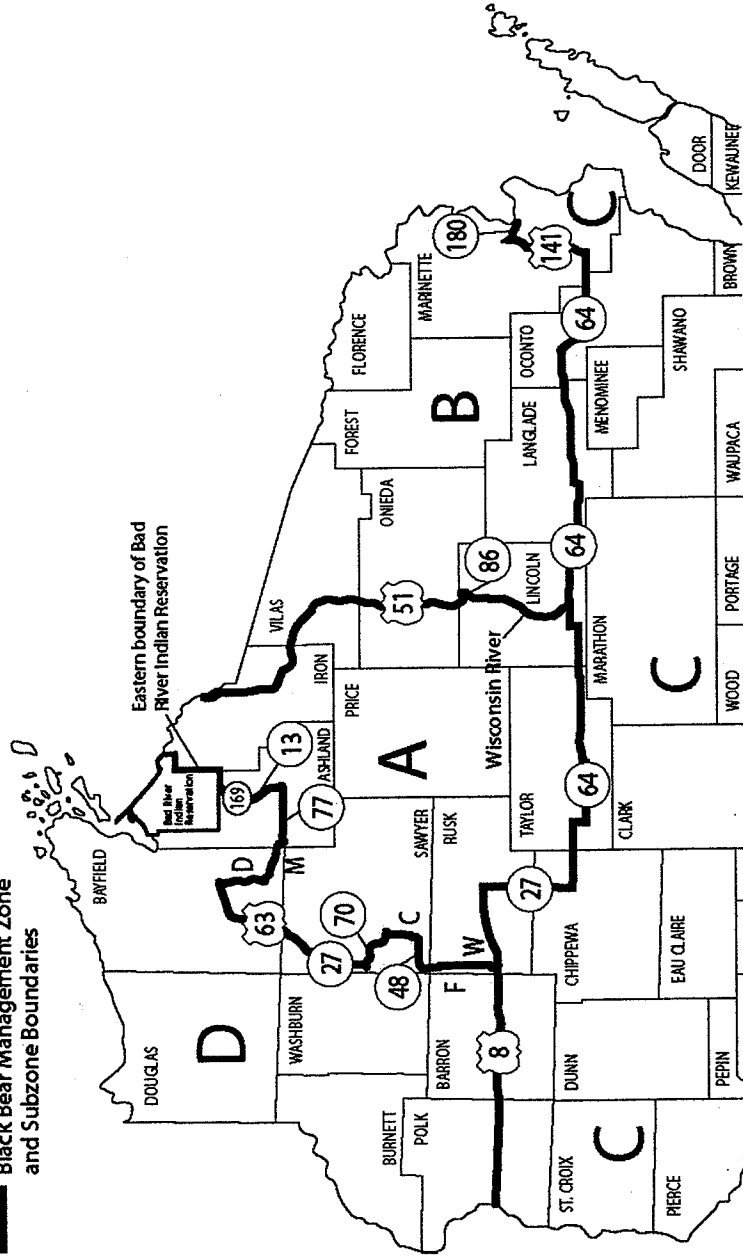 Black Bear Management Zone
and Subzone Boundaries
Eastern boundary of Bad
River Indian Reservation
Bad River
Indian
Reservation
BAYFIELD
DOUGLAS
D
WASHBURN
BURNETT
POLK
BARRON
63
D
M
77
169
13
ASHLAND
IRON
VILAS
27
70
48
C
F
W
SAWYER
RUSK
PRICE
A
51
ONIEDA
FOREST
FLORENCE
MARINETTE
180
B
8
27
TAYLOR
Wisconsin River
86
LINCOLN
LANGLADE
OCONTO
141
C
64
64
64
MENOMINEE
SHAWANO
ST. CROIX
PIERCE
C
DUNN
PEPIN
CHIPPEWA
EAU CLAIRE
CLARK
MARATHON
C
WOOD
PORTAGE
WAUPACA
BROWN
DOOR
KEWAUNEE